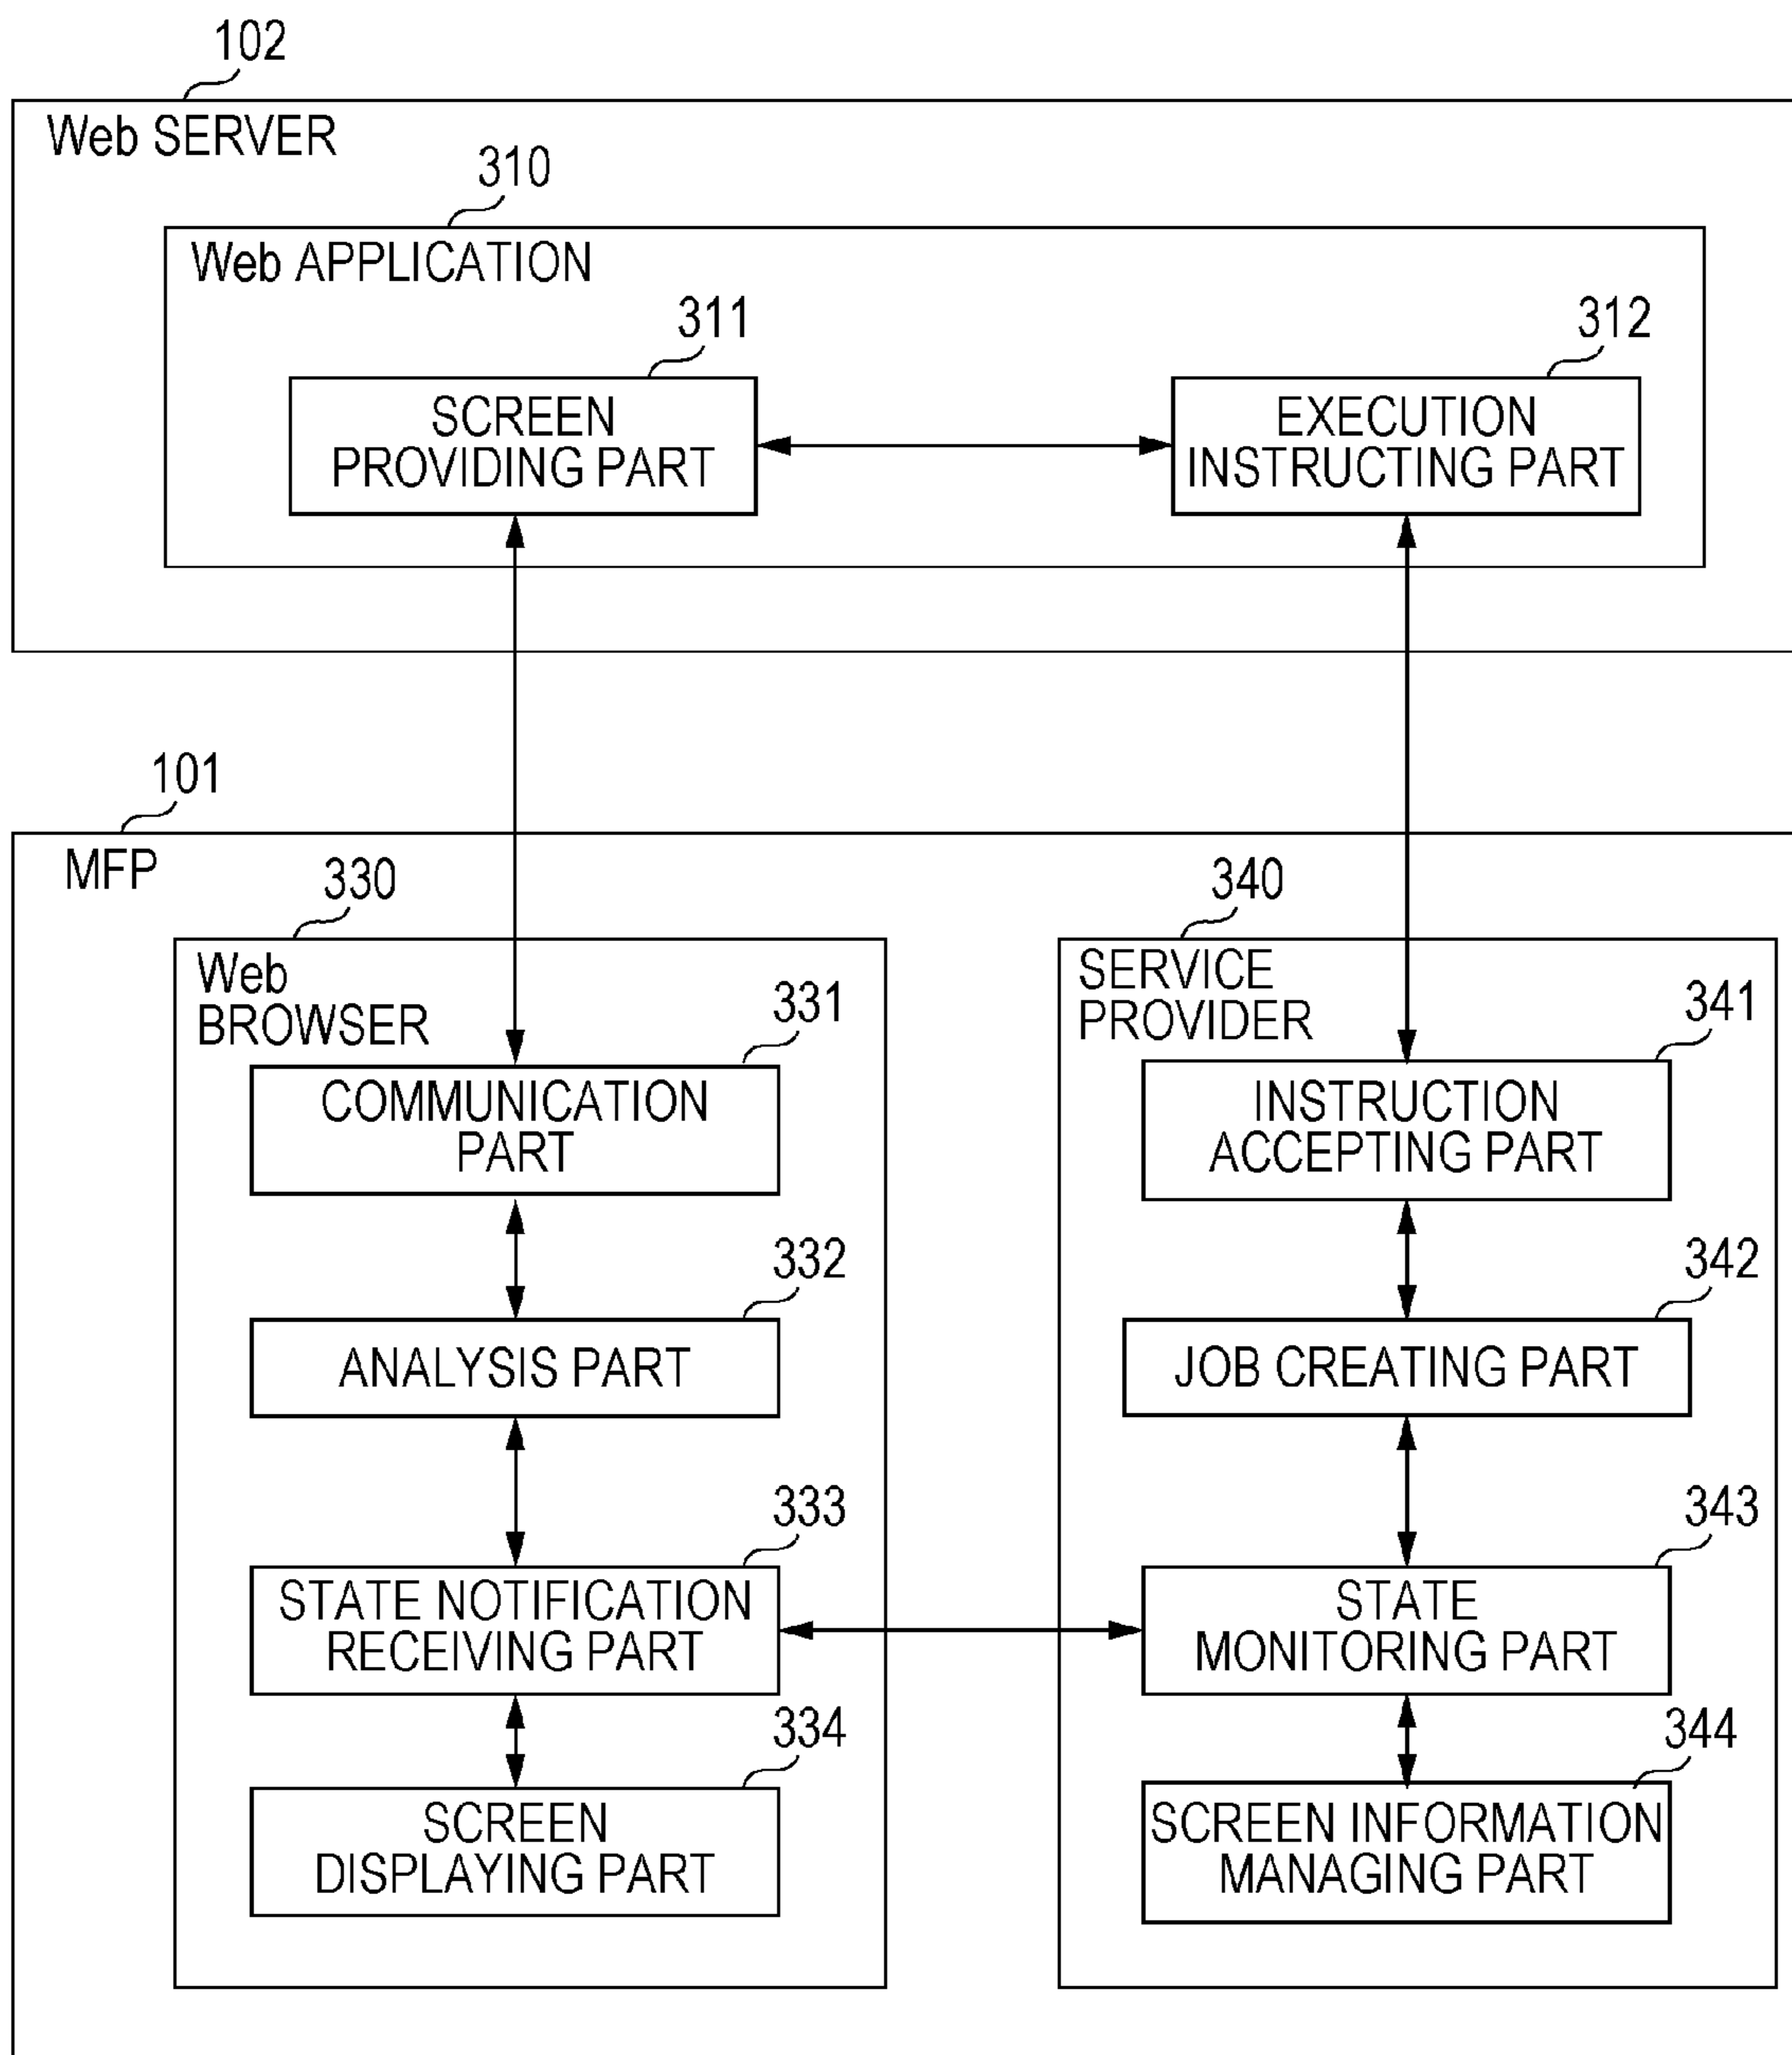 102
Web SERVER
310
Web APPLICATION
311
312
SCREEN
PROVIDING PART
EXECUTION
INSTRUCTING PART
101
MFP
330
340
Web
BROWSER
SERVICE
PROVIDER
331
341
COMMUNICATION
PART
INSTRUCTION
ACCEPTING PART
332
342
ANALYSIS PART
JOB CREATING PART
333
343
STATE NOTIFICATION
RECEIVING PART
STATE
MONITORING PART
334
344
SCREEN
DISPLAYING PART
SCREEN INFORMATION
MANAGING PART